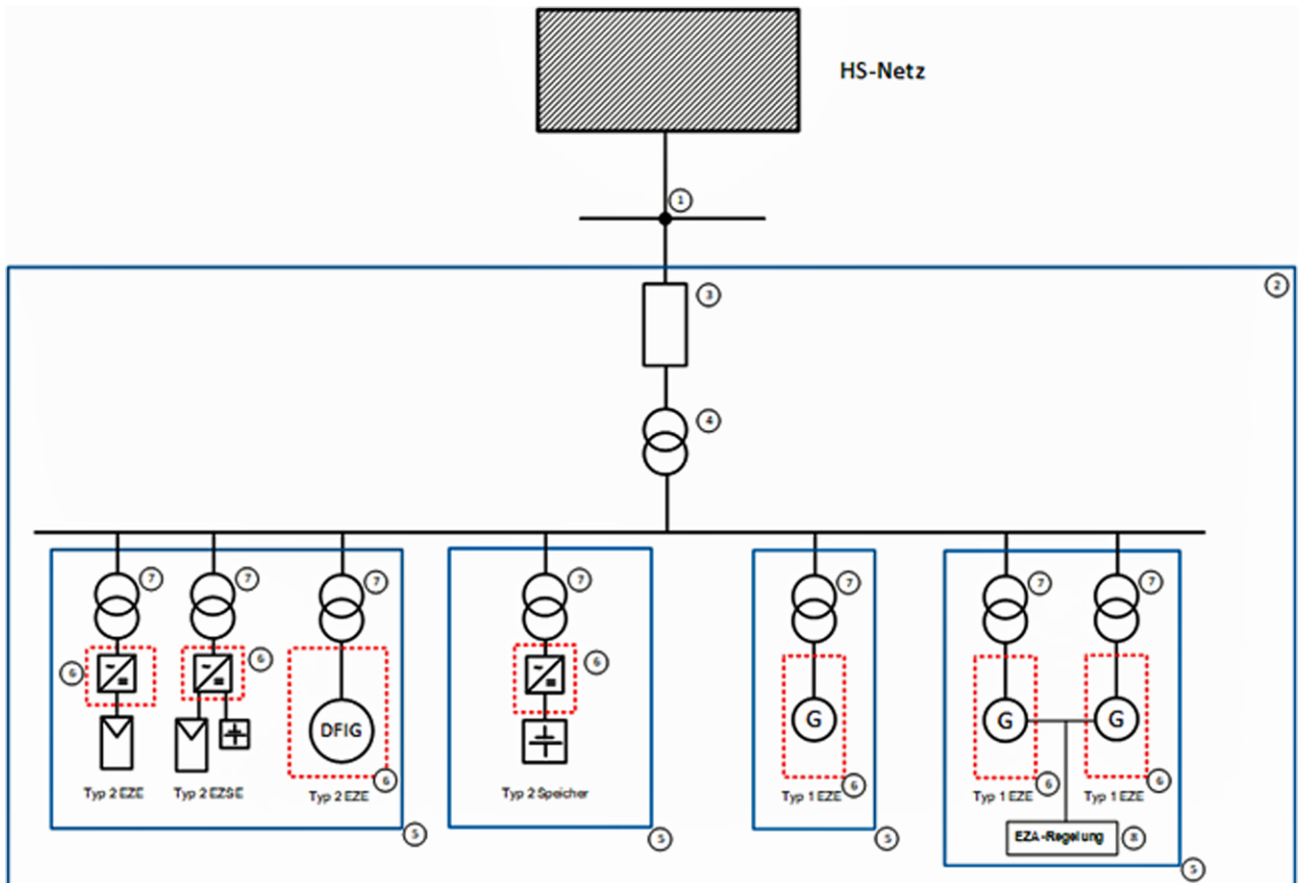 HS-Netz
1
2
3
4
7 7 7 7 7 7 7
6 6 6
DFIG G G G
6 6 6 6
Typ 2 EZE Typ 2 EZSE Typ 2 EZE Typ 2 Speicher Typ 1 EZE Typ 1 EZE Typ 1 EZE
EZA-Regelung 8
5 5 5 5